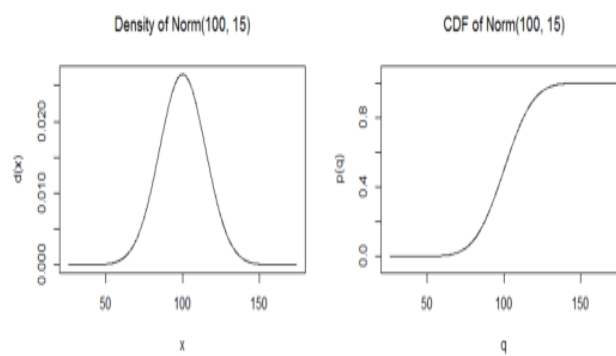 Density of Norm(100, 15)
d(x)
0.000 0.010 0.020
50 100 150
x
CDF of Norm(100, 15)
p(q)
0.0 0.4 0.8
50 100 150
q